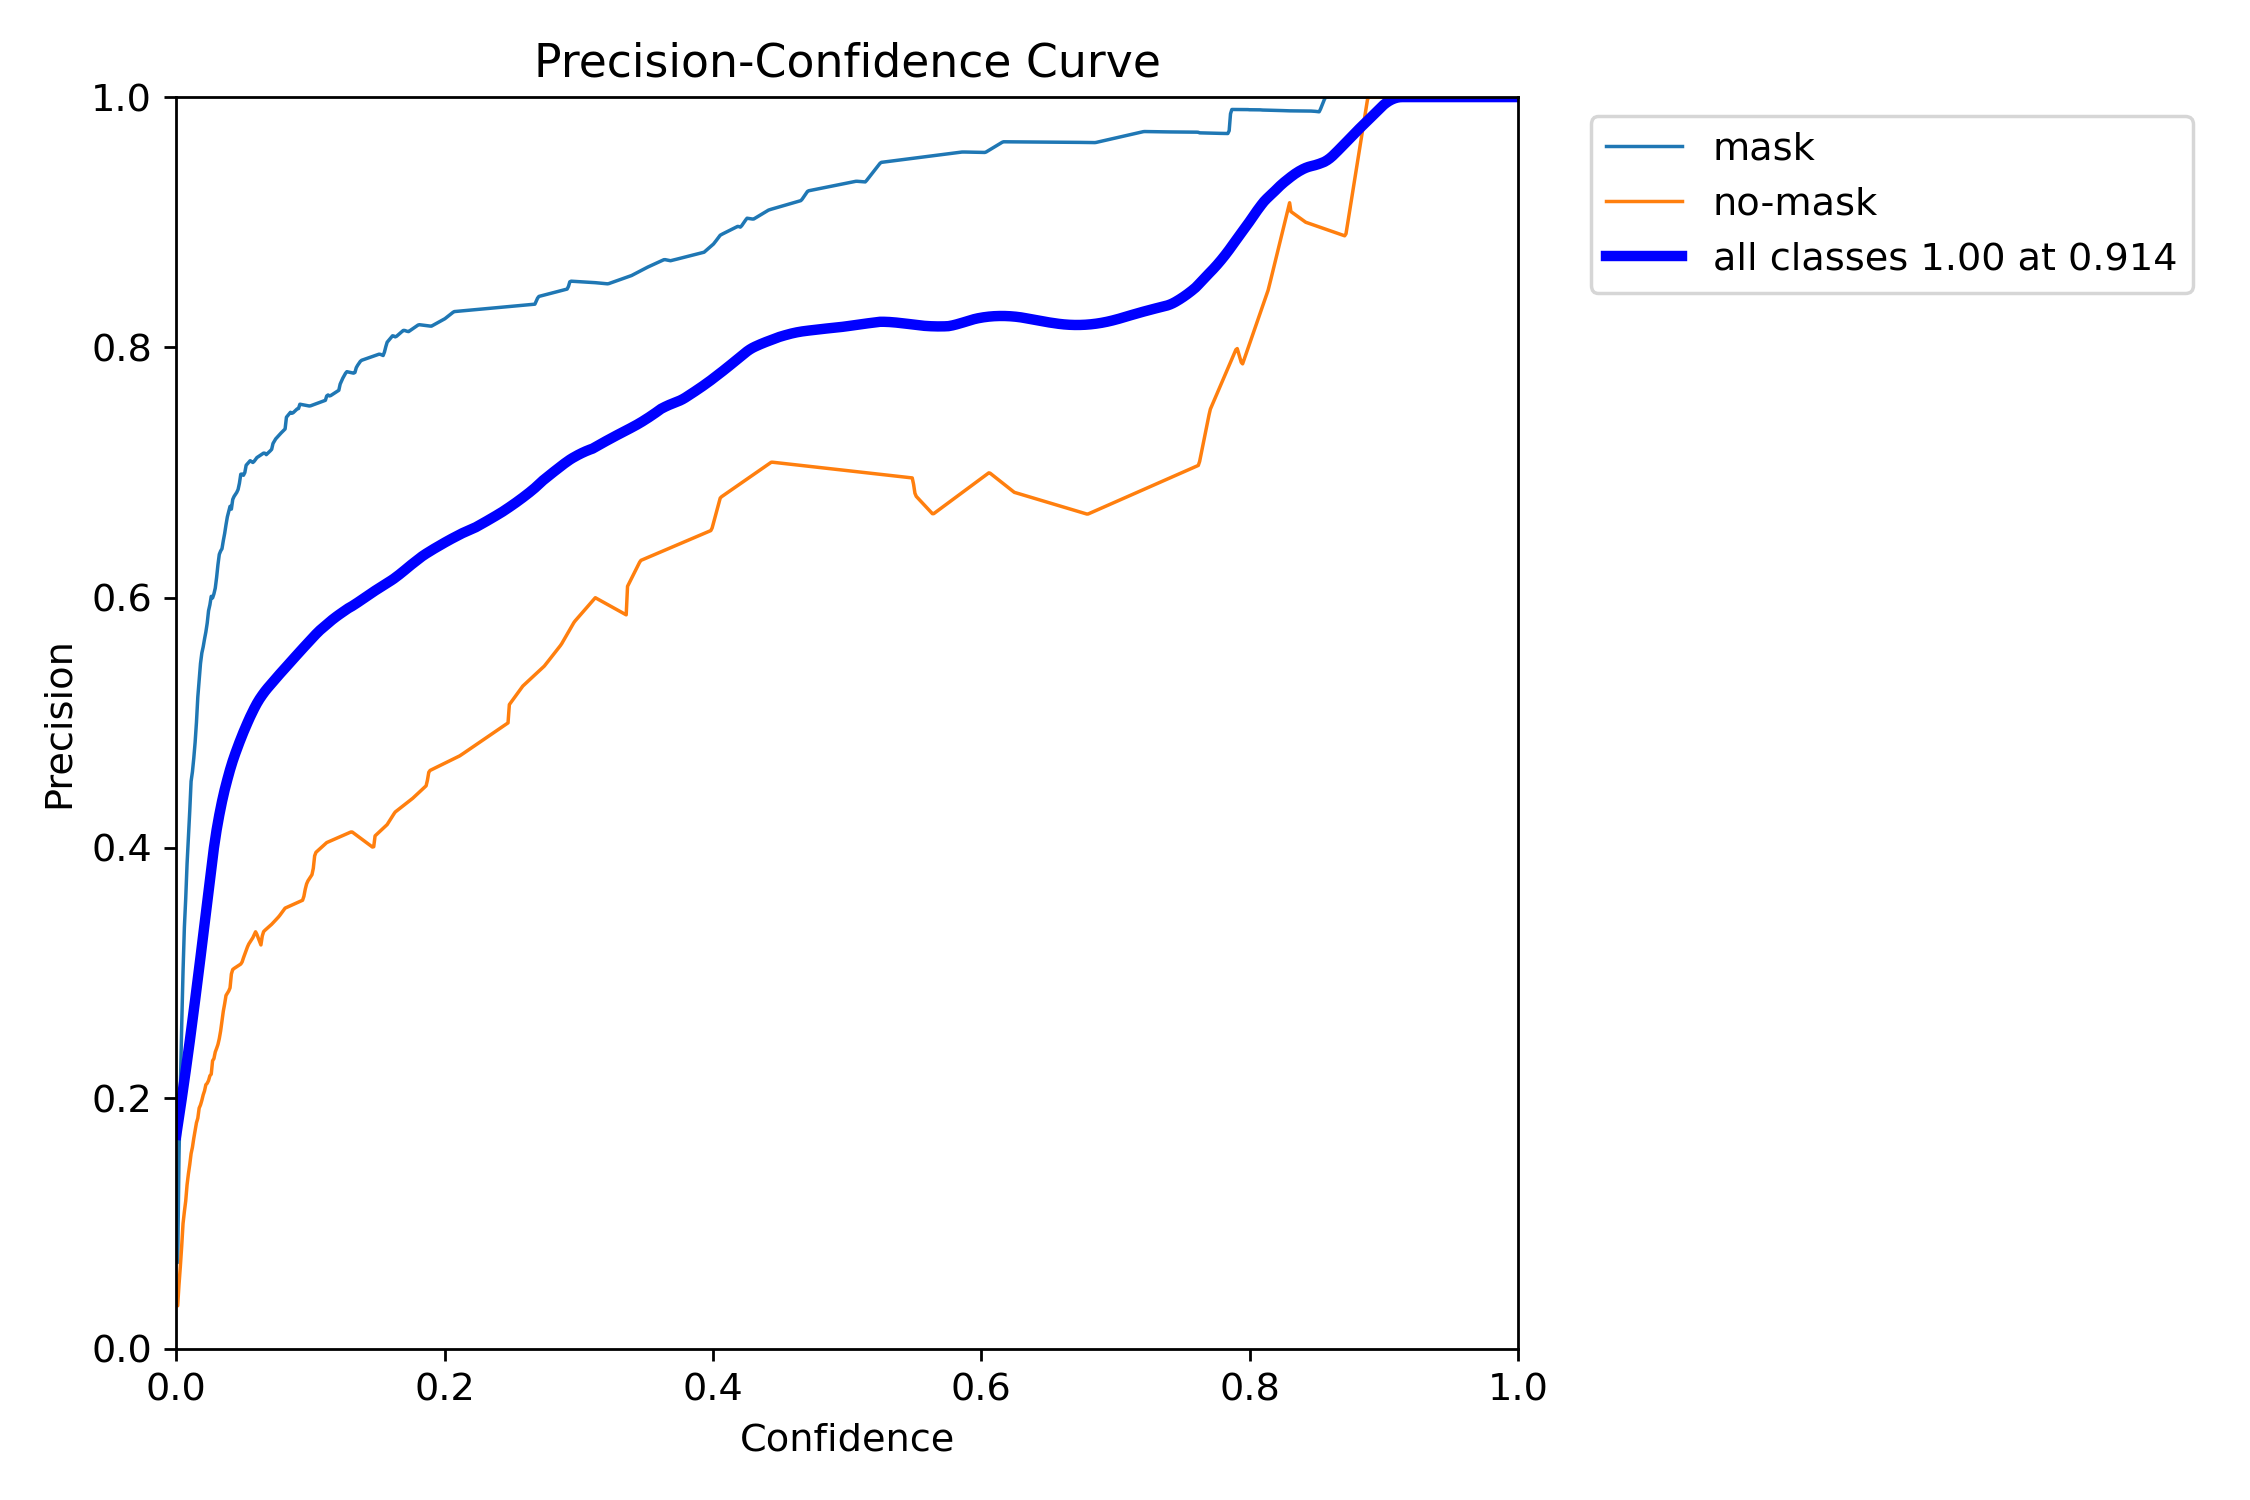 Precision-Confidence Curve
1.0
0.8
0.6
0.4
0.2
0.0
Precision
0.0 0.2 0.4 0.6 0.8 1.0
Confidence
mask
no-mask
all classes 1.00 at 0.914